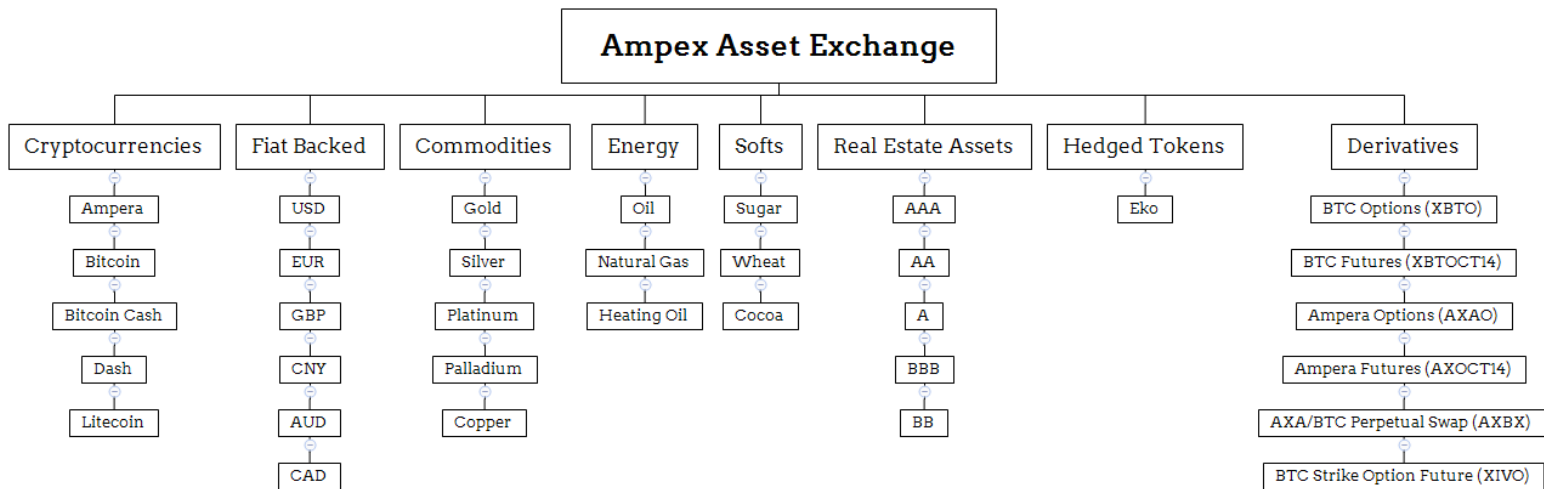 Ampex Asset Exchange
Cryptocurrencies
Ampera
Bitcoin
Bitcoin Cash
Dash
Litecoin
Fiat Backed
USD
EUR
GBP
CNY
AUD
CAD
Commodities
Gold
Silver
Platinum
Palladium
Copper
Energy
Oil
Natural Gas
Heating Oil
Softs
Sugar
Wheat
Cocoa
Real Estate Assets
AAA
AA
A
BBB
BB
Hedged Tokens
Eko
Derivatives
BTC Options (XBTO)
BTC Futures (XBTOCT14)
Ampera Options (AXAO)
Ampera Futures (AXOCT14)
AXA/BTC Perpetual Swap (AXBX)
BTC Strike Option Future (XIVO)